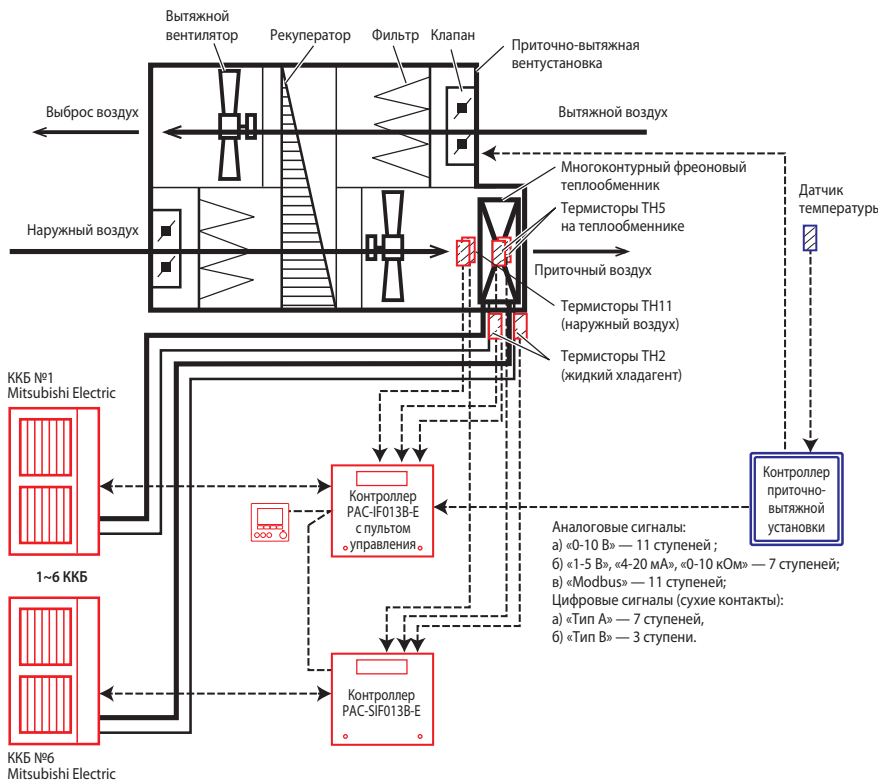 Вытяжной
вентилятор
Рекуператор
Фильтр
Клапан
Приточно-вытяжная
вентустановка
Выброс воздух
Вытяжной воздух
Многоконтурный фреоновый
теплообменник
Термисторы TH5
на теплообменнике
Датчик
температуры
Наружный воздух
Приточный воздух
Термисторы TH11
(наружный воздух)
Термисторы TH2
(жидкий хладагент)
ККБ №1
Mitsubishi Electric
Контроллер
PAC-IF013B-E
с пультом
управления
Контроллер
приточно-
вытяжной
установки
Аналоговые сигналы:
а) «0-10 В» — 11 ступеней ;
б) «1-5 В», «4-20 мА», «0-10 кОм» — 7 ступеней;
в) «Modbus» — 11 ступеней;
Цифровые сигналы (сухие контакты):
а) «Тип А» — 7 ступеней,
б) «Тип В» — 3 ступени.
1~6 ККБ
Контроллер
PAC-SIF013B-E
ККБ №6
Mitsubishi Electric